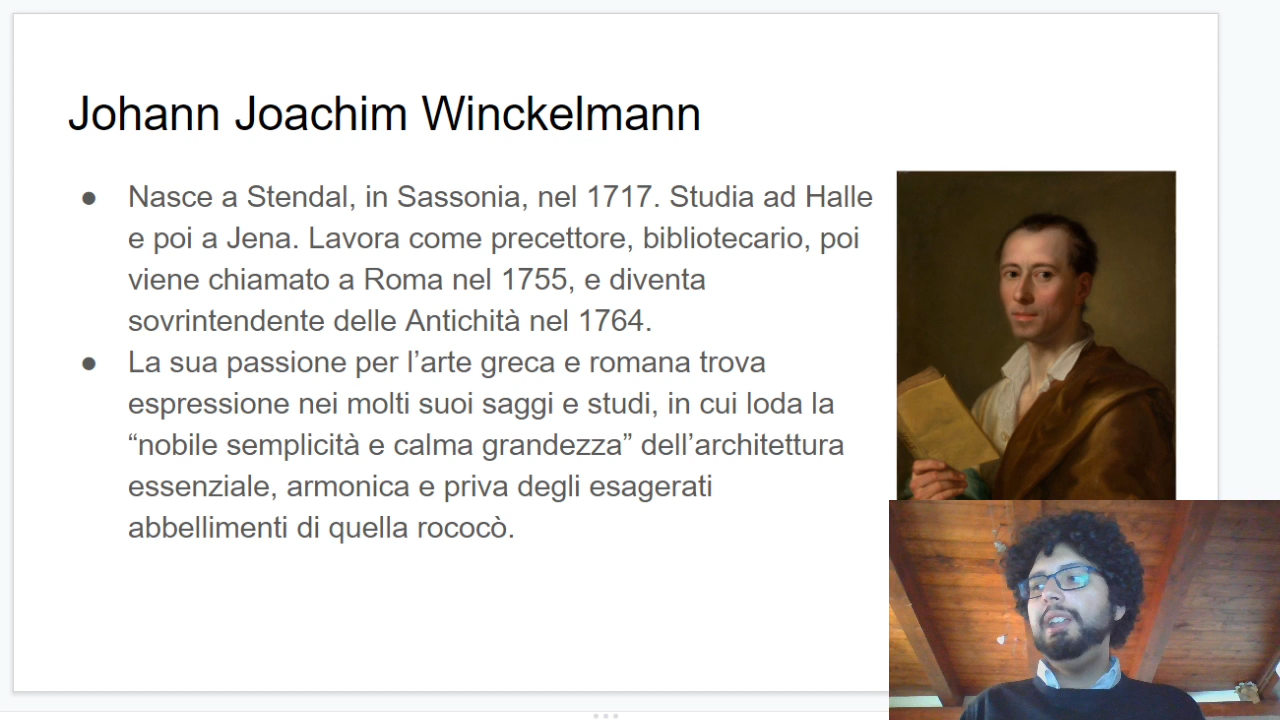 Johann Joachim Winckelmann
● Nasce a Stendal, in Sassonia, nel 1717. Studia ad Halle
e poi a Jena. Lavora come precettore, bibliotecario, poi
viene chiamato a Roma nel 1755, e diventa
sovrintendente delle Antichità nel 1764.
● La sua passione per l’arte greca e romana trova
espressione nei molti suoi saggi e studi, in cui loda la
“nobile semplicità e calma grandezza” dell’architettura
essenziale, armonica e priva degli esagerati
abbellimenti di quella rococò.